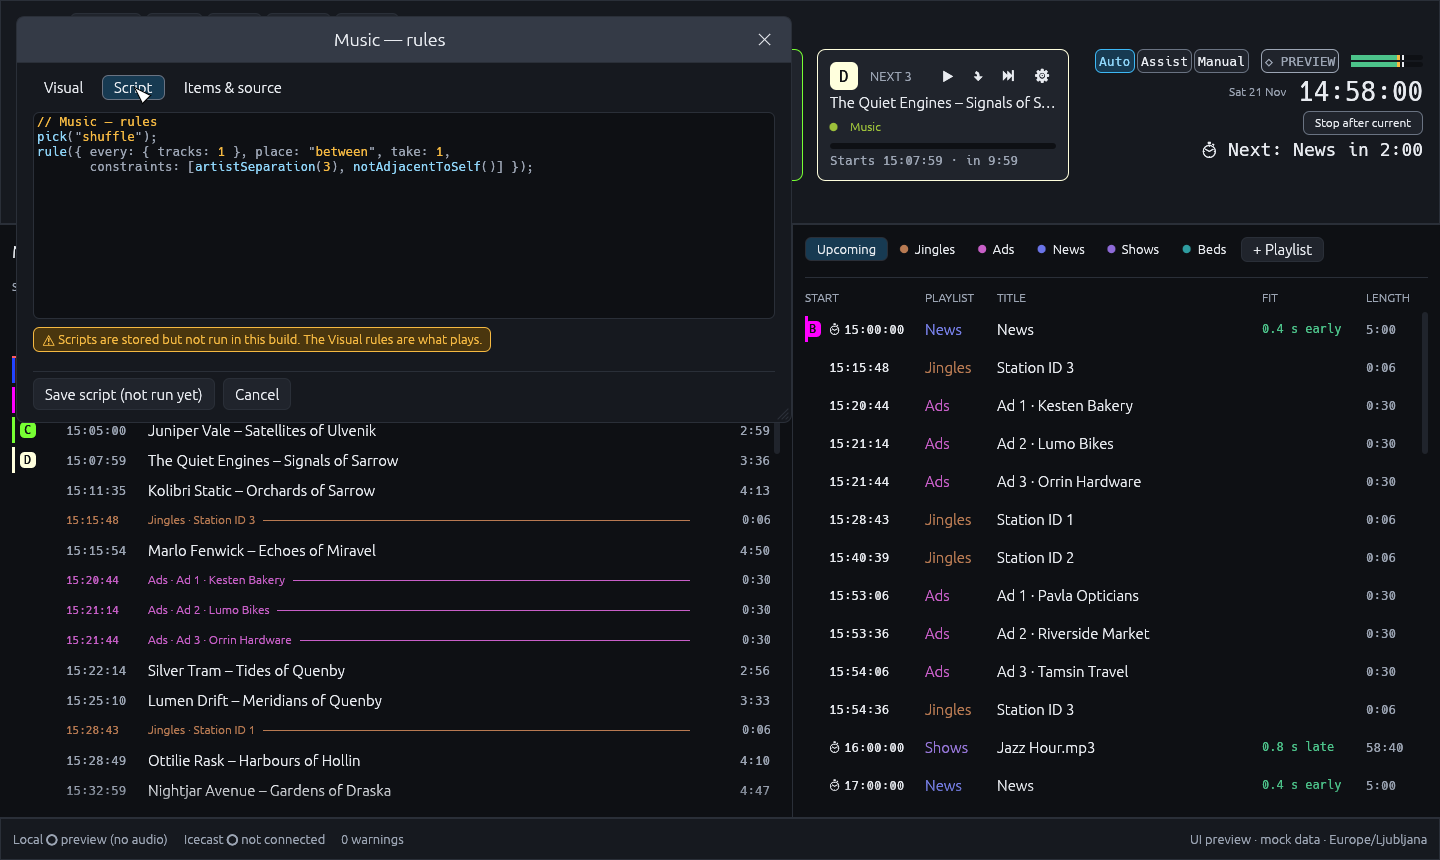 Music — rules
Visual
Script
Items & source
// Music — rules
pick("shuffle");
rule({ every: { tracks: 1 }, place: "between", take: 1,
constraints: [artistSeparation(3), notAdjacentToSelf()] });
⚠ Scripts are stored but not run in this build. The Visual rules are what plays.
Save script (not run yet)
Cancel
D
NEXT 3
The Quiet Engines – Signals of S…
Music
Starts 15:07:59 · in 9:59
Auto
Assist
Manual
◇ PREVIEW
Sat 21 Nov
14:58:00
Stop after current
Next: News in 2:00
C 15:05:00 Juniper Vale – Satellites of Ulvenik 2:59
D 15:07:59 The Quiet Engines – Signals of Sarrow 3:36
15:11:35 Kolibri Static – Orchards of Sarrow 4:13
15:15:48 Jingles · Station ID 3 0:06
15:15:54 Marlo Fenwick – Echoes of Miravel 4:50
15:20:44 Ads · Ad 1 · Kesten Bakery 0:30
15:21:14 Ads · Ad 2 · Lumo Bikes 0:30
15:21:44 Ads · Ad 3 · Orrin Hardware 0:30
15:22:14 Silver Tram – Tides of Quenby 2:56
15:25:10 Lumen Drift – Meridians of Quenby 3:33
15:28:43 Jingles · Station ID 1 0:06
15:28:49 Ottilie Rask – Harbours of Hollin 4:10
15:32:59 Nightjar Avenue – Gardens of Draska 4:47
Upcoming
Jingles
Ads
News
Shows
Beds
+ Playlist
START PLAYLIST TITLE FIT LENGTH
B 15:00:00 News News 0.4 s early 5:00
15:15:48 Jingles Station ID 3 0:06
15:20:44 Ads Ad 1 · Kesten Bakery 0:30
15:21:14 Ads Ad 2 · Lumo Bikes 0:30
15:21:44 Ads Ad 3 · Orrin Hardware 0:30
15:28:43 Jingles Station ID 1 0:06
15:40:39 Jingles Station ID 2 0:06
15:53:06 Ads Ad 1 · Pavla Opticians 0:30
15:53:36 Ads Ad 2 · Riverside Market 0:30
15:54:06 Ads Ad 3 · Tamsin Travel 0:30
15:54:36 Jingles Station ID 3 0:06
16:00:00 Shows Jazz Hour.mp3 0.8 s late 58:40
17:00:00 News News 0.4 s early 5:00
Local preview (no audio)
Icecast not connected
0 warnings
UI preview · mock data · Europe/Ljubljana